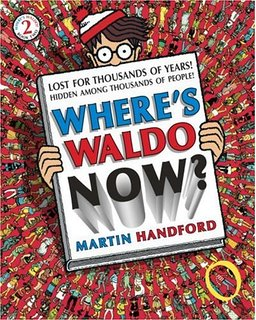 2
LOST FOR THOUSANDS OF YEARS!
HIDDEN AMONG THOUSANDS OF PEOPLE!
WHERE'S
WALDO
NOW?
MARTIN HANDFORD